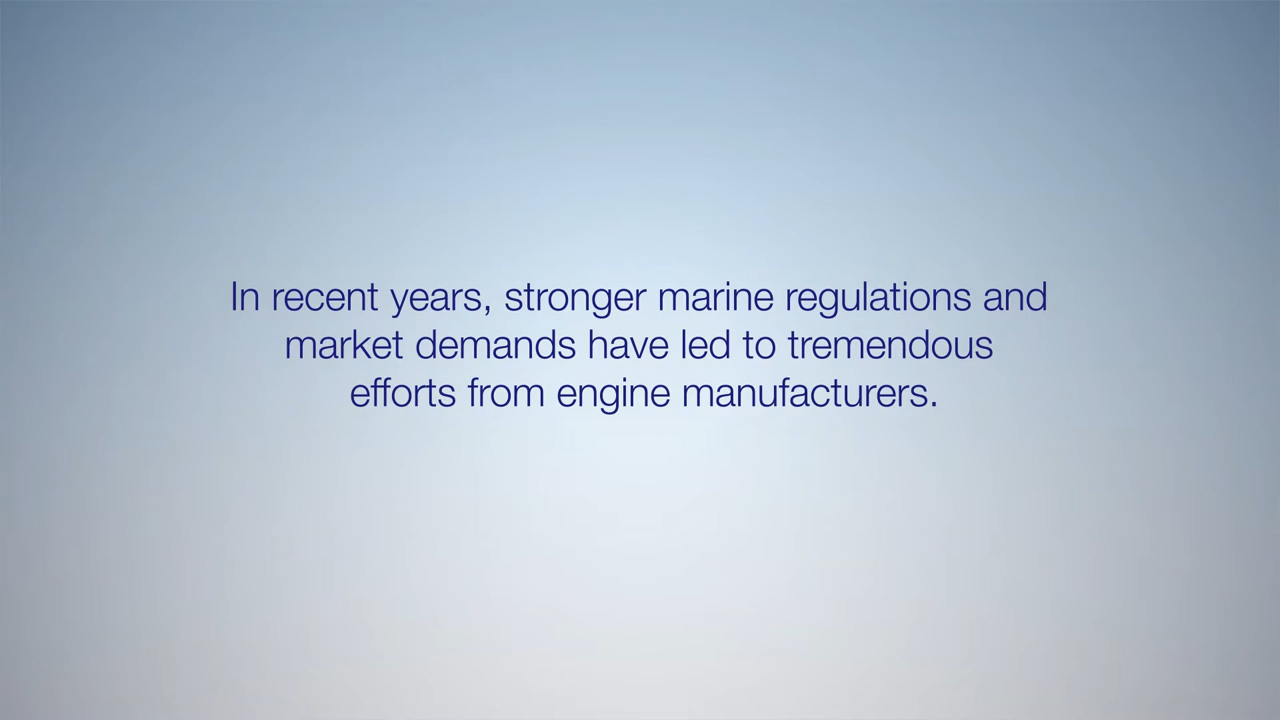 In recent years, stronger marine regulations and
market demands have led to tremendous
efforts from engine manufacturers.